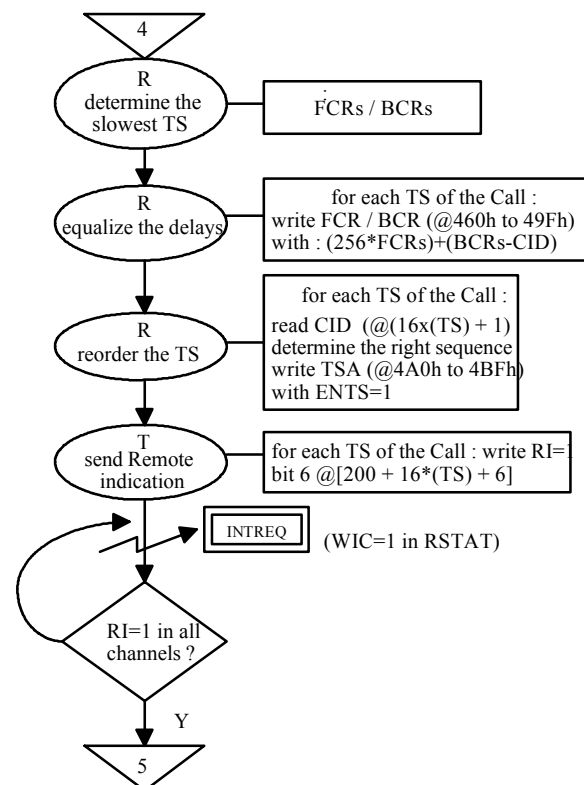 4
R
determine the
slowest TS
FCRs / BCRs
R
equalize the delays
for each TS of the Call :
write FCR / BCR (@460h to 49Fh)
with : (256*FCRs)+(BCRs-CID)
R
reorder the TS
for each TS of the Call :
read CID (@(16x(TS) + 1)
determine the right sequence
write TSA (@4A0h to 4BFh)
with ENTS=1
T
send Remote
indication
for each TS of the Call : write RI=1
bit 6 @[200 + 16*(TS) + 6]
INTREQ
(WIC=1 in RSTAT)
RI=1 in all
channels ?
Y
5